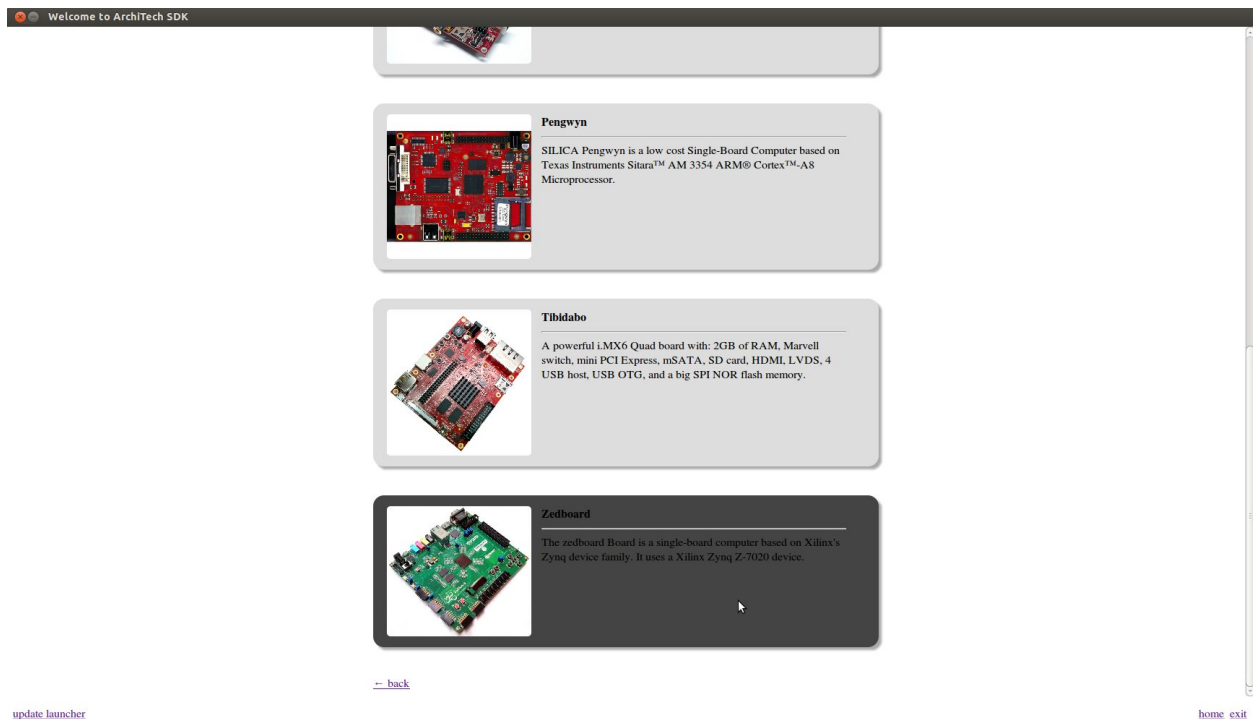 Welcome to ArchiTech SDK
Pengwyn
SILICA Pengwyn is a low cost Single-Board Computer based on
Texas Instruments Sitara™ AM 3354 ARM® Cortex™-A8
Microprocessor.
Tibidabo
A powerful i.MX6 Quad board with: 2GB of RAM, Marvell
switch, mini PCI Express, mSATA, SD card, HDMI, LVDS, 4
USB host, USB OTG, and a big SPI NOR flash memory.
Zedboard
The zedboard Board is a single-board computer based on Xilinx's
Zynq device family. It uses a Xilinx Zynq Z-7020 device.
← back
update launcher
home exit